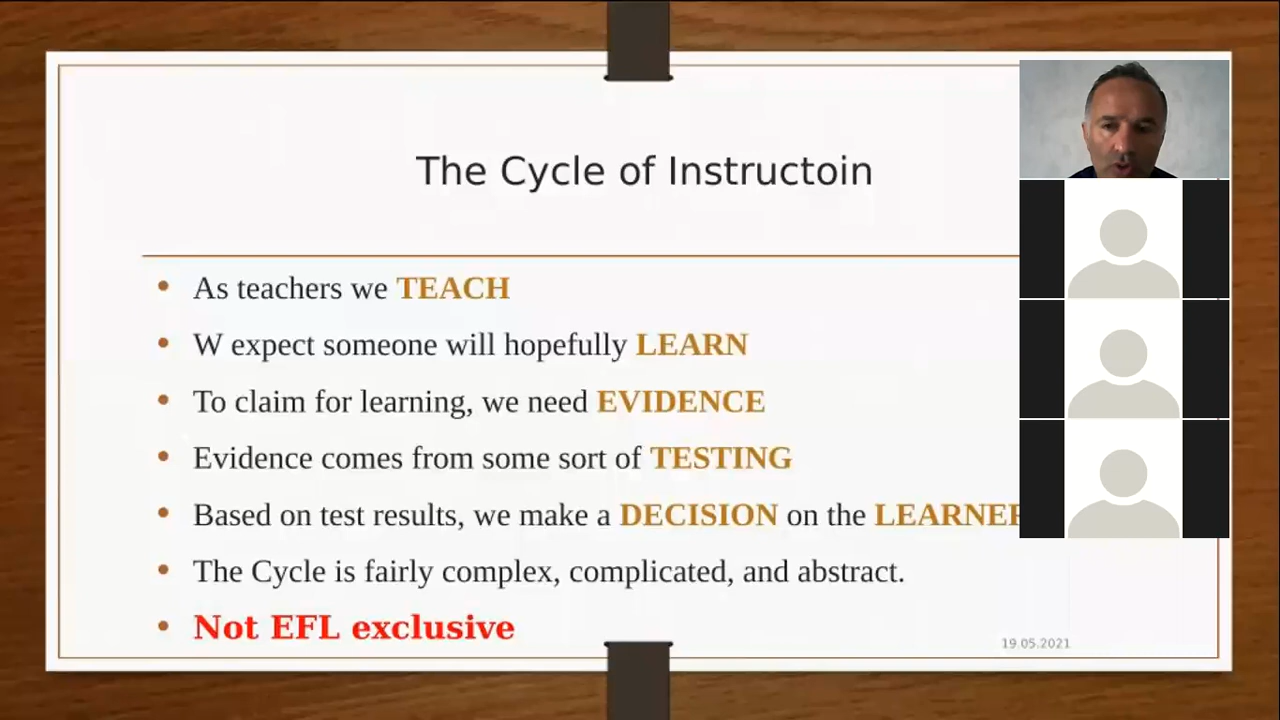 The Cycle of Instructoin
As teachers we TEACH
W expect someone will hopefully LEARN
To claim for learning, we need EVIDENCE
Evidence comes from some sort of TESTING
Based on test results, we make a DECISION on the LEARNER
The Cycle is fairly complex, complicated, and abstract.
Not EFL exclusive
19.05.2021